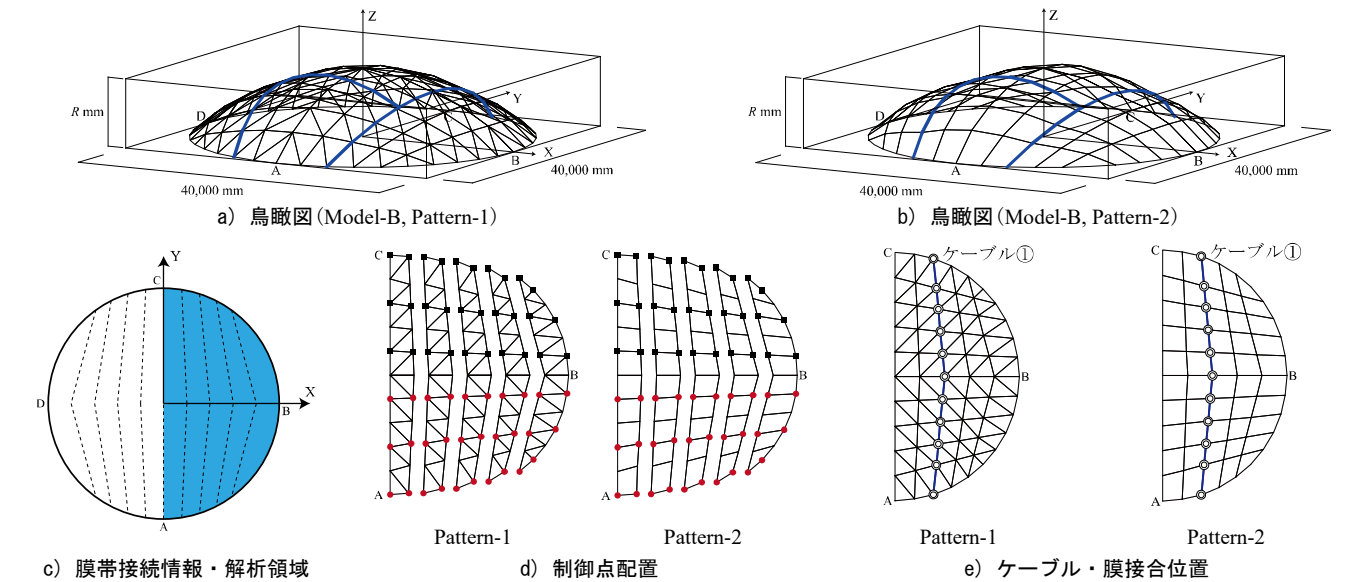 Z
Y
X
R mm
D
A
B
40,000 mm
40,000 mm
a) 鳥瞰図(Model-B, Pattern-1)
Z
Y
X
R mm
D
C
A
B
40,000 mm
40,000 mm
b) 鳥瞰図(Model-B, Pattern-2)
Y
C
D
X
B
A
c) 膜帯接続情報・解析領域
C
B
A
Pattern-1
C
B
A
Pattern-2
d) 制御点配置
C
ケーブル①
B
A
Pattern-1
C
ケーブル①
B
A
Pattern-2
e) ケーブル・膜接合位置